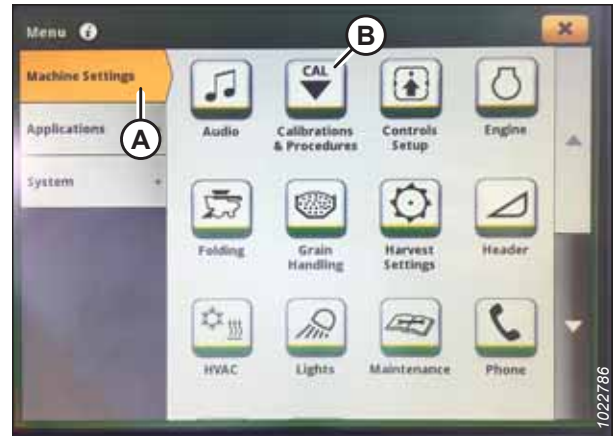 Menu i
B
Machine Settings
CAL
Applications
A
Audio
Calibrations
& Procedures
Controls
Setup
Engine
System
Folding
Grain
Handling
Harvest
Settings
Header
HVAC
Lights
Maintenance
Phone
1022786